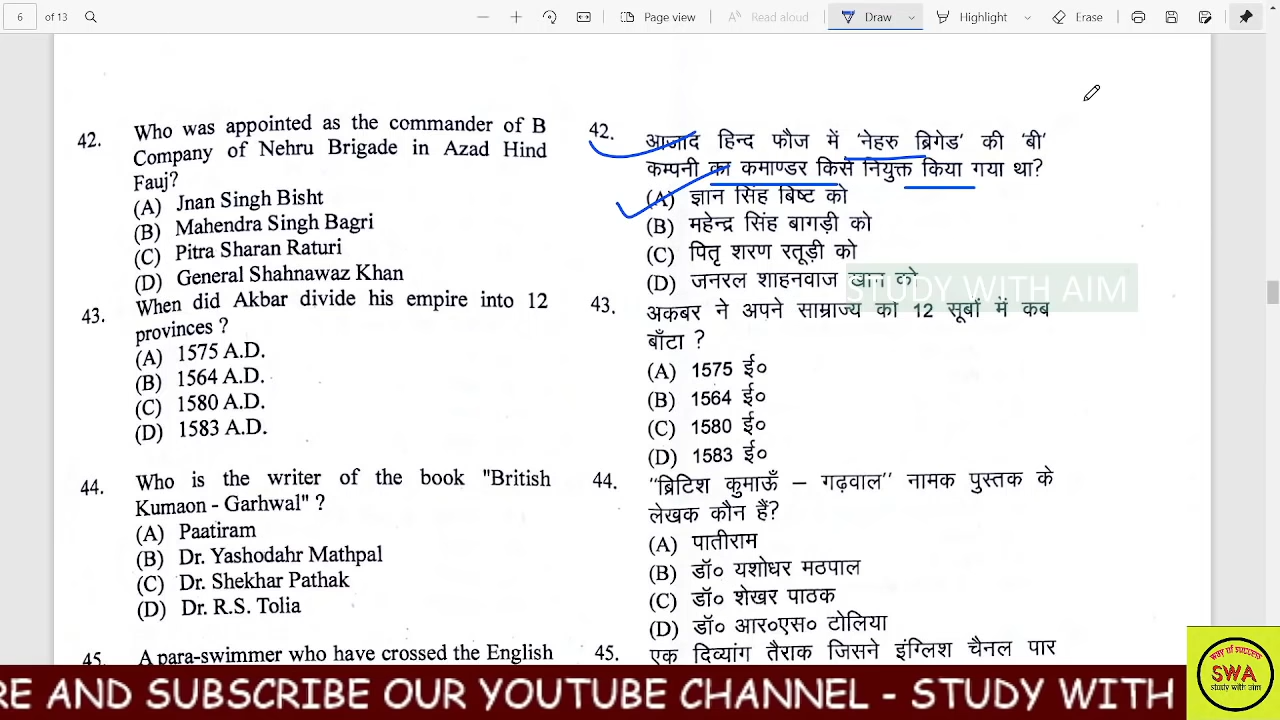 6 of 13
Page view
Read aloud
Draw
Highlight
Erase
42. Who was appointed as the commander of B
Company of Nehru Brigade in Azad Hind
Fauj?
(A) Jnan Singh Bisht
(B) Mahendra Singh Bagri
(C) Pitra Sharan Raturi
(D) General Shahnawaz Khan
43. When did Akbar divide his empire into 12
provinces ?
(A) 1575 A.D.
(B) 1564 A.D.
(C) 1580 A.D.
(D) 1583 A.D.
44. Who is the writer of the book "British
Kumaon - Garhwal" ?
(A) Paatiram
(B) Dr. Yashodahr Mathpal
(C) Dr. Shekhar Pathak
(D) Dr. R.S. Tolia
45. A para-swimmer who have crossed the English
42. आजाद हिन्द फौज में 'नेहरु ब्रिगेड' की 'बी'
कम्पनी का कमाण्डर किसे नियुक्त किया गया था?
(A) ज्ञान सिंह बिष्ट को
(B) महेन्द्र सिंह बागड़ी को
(C) पितृ शरण रतूड़ी को
(D) जनरल शाहनवाज खान को
STUDY WITH AIM
43. अकबर ने अपने साम्राज्य को 12 सूबों में कब
बाँटा ?
(A) 1575 ई०
(B) 1564 ई०
(C) 1580 ई०
(D) 1583 ई०
44. "ब्रिटिश कुमाऊँ – गढ़वाल'' नामक पुस्तक के
लेखक कौन हैं?
(A) पातीराम
(B) डॉ० यशोधर मठपाल
(C) डॉ० शेखर पाठक
(D) डॉ० आर०एस० टोलिया
45. एक दिव्यांग तैराक जिसने इंग्लिश चैनल पार
RE AND SUBSCRIBE OUR YOUTUBE CHANNEL - STUDY WITH
way of success
SWA
study with aim